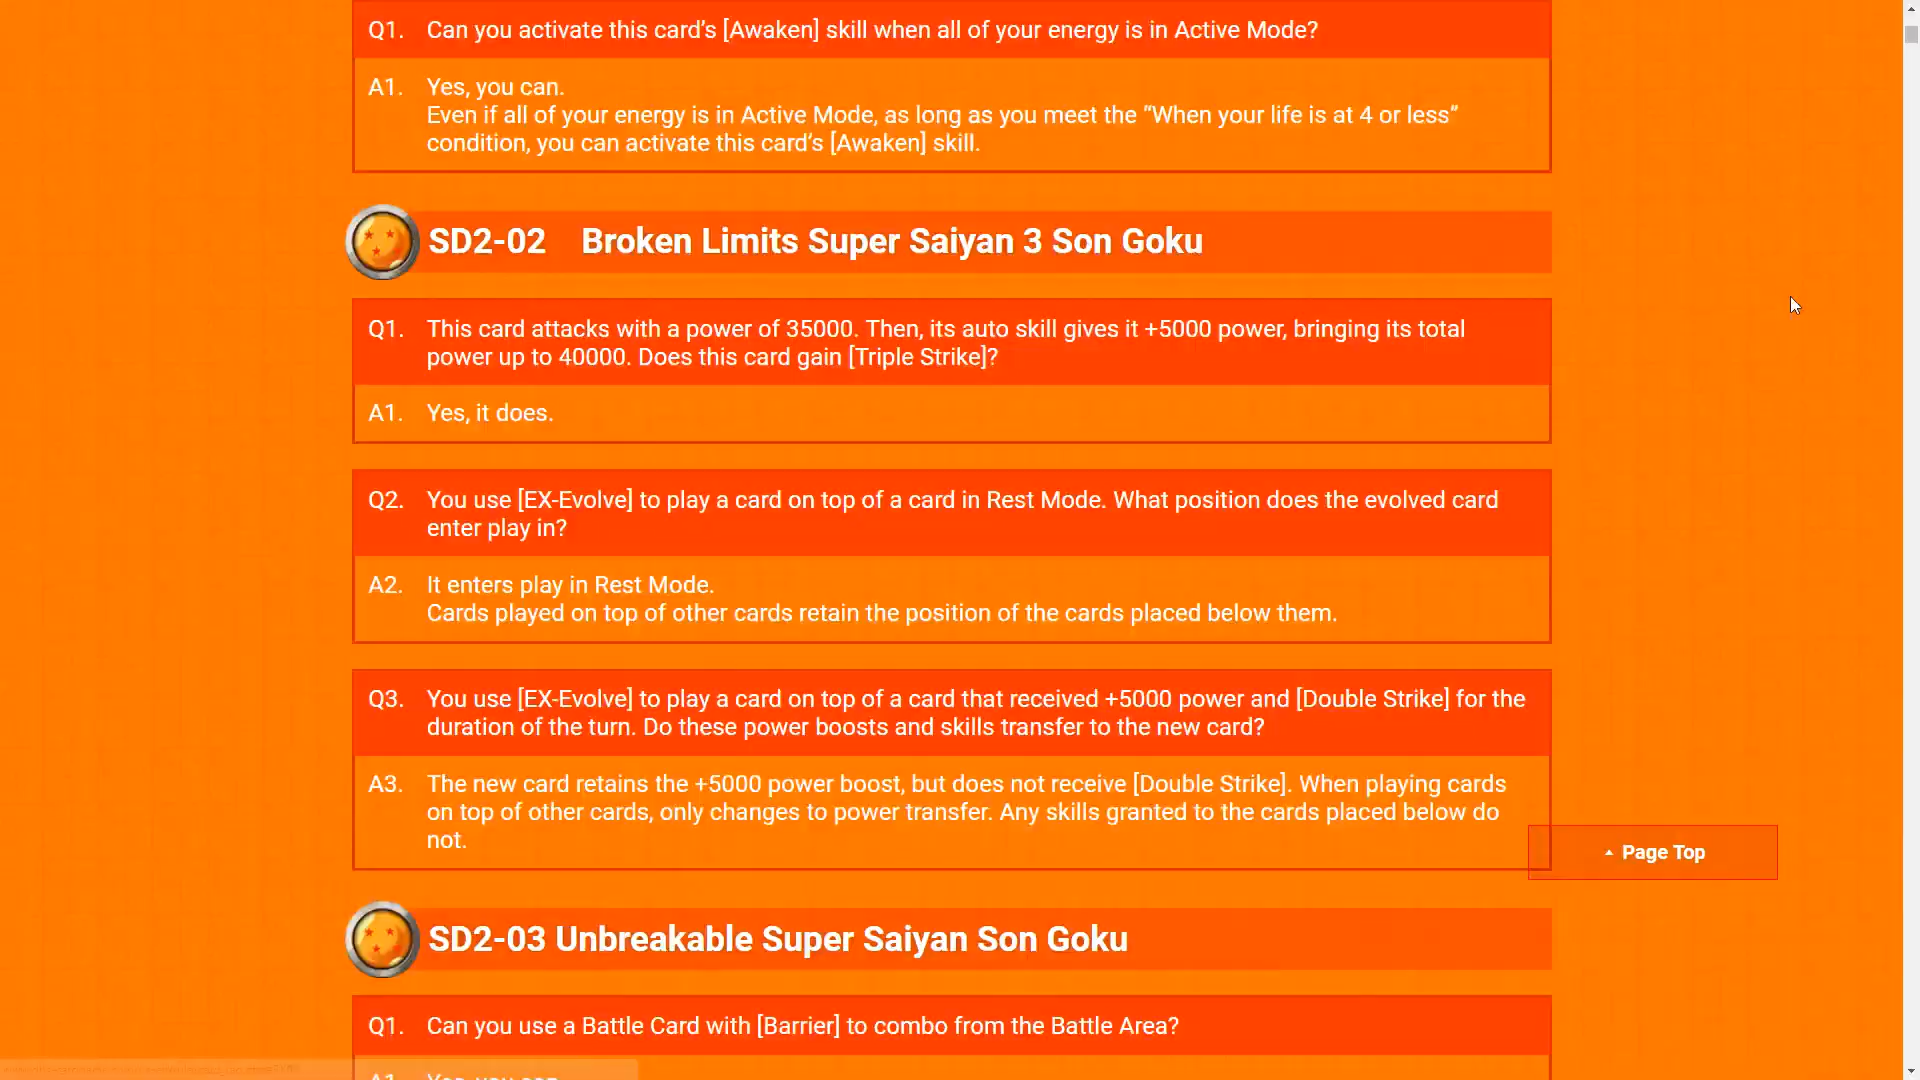 Q1. Can you activate this card’s [Awaken] skill when all of your energy is in Active Mode?
A1. Yes, you can.
Even if all of your energy is in Active Mode, as long as you meet the “When your life is at 4 or less”
condition, you can activate this card’s [Awaken] skill.
SD2-02 Broken Limits Super Saiyan 3 Son Goku
Q1. This card attacks with a power of 35000. Then, its auto skill gives it +5000 power, bringing its total
power up to 40000. Does this card gain [Triple Strike]?
A1. Yes, it does.
Q2. You use [EX-Evolve] to play a card on top of a card in Rest Mode. What position does the evolved card
enter play in?
A2. It enters play in Rest Mode.
Cards played on top of other cards retain the position of the cards placed below them.
Q3. You use [EX-Evolve] to play a card on top of a card that received +5000 power and [Double Strike] for the
duration of the turn. Do these power boosts and skills transfer to the new card?
A3. The new card retains the +5000 power boost, but does not receive [Double Strike]. When playing cards
on top of other cards, only changes to power transfer. Any skills granted to the cards placed below do
not.
Page Top
SD2-03 Unbreakable Super Saiyan Son Goku
Q1. Can you use a Battle Card with [Barrier] to combo from the Battle Area?
A1. Yes, you can.